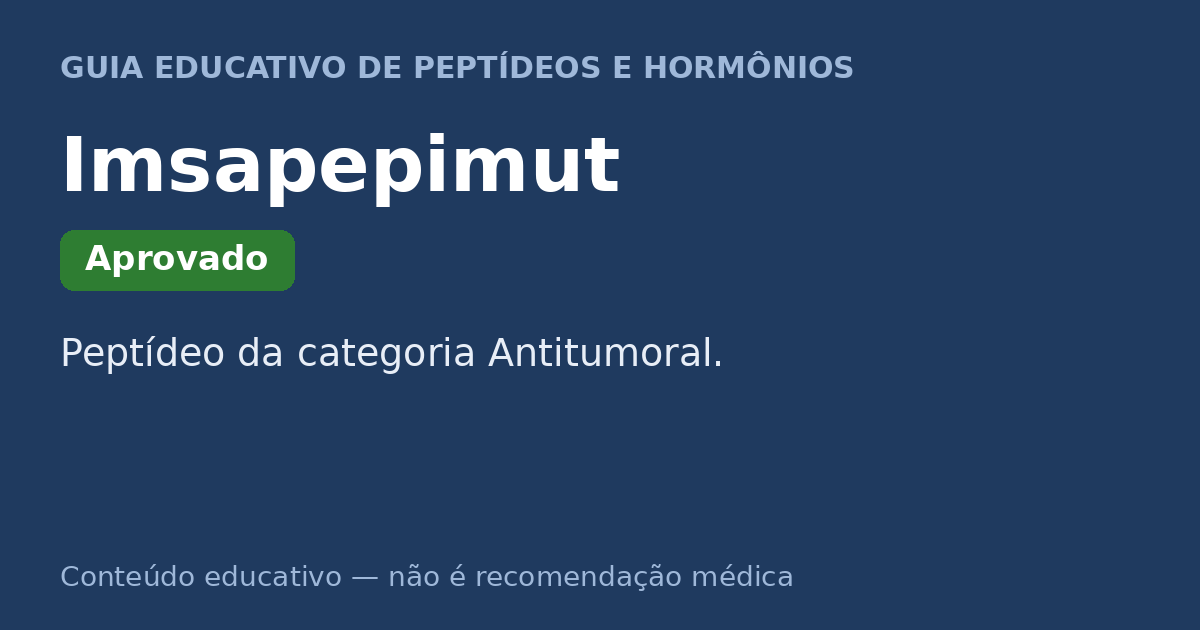 GUIA EDUCATIVO DE PEPTÍDEOS E HORMÔNIOS
Imsapepimut
Aprovado
Peptídeo da categoria Antitumoral.
Conteúdo educativo — não é recomendação médica